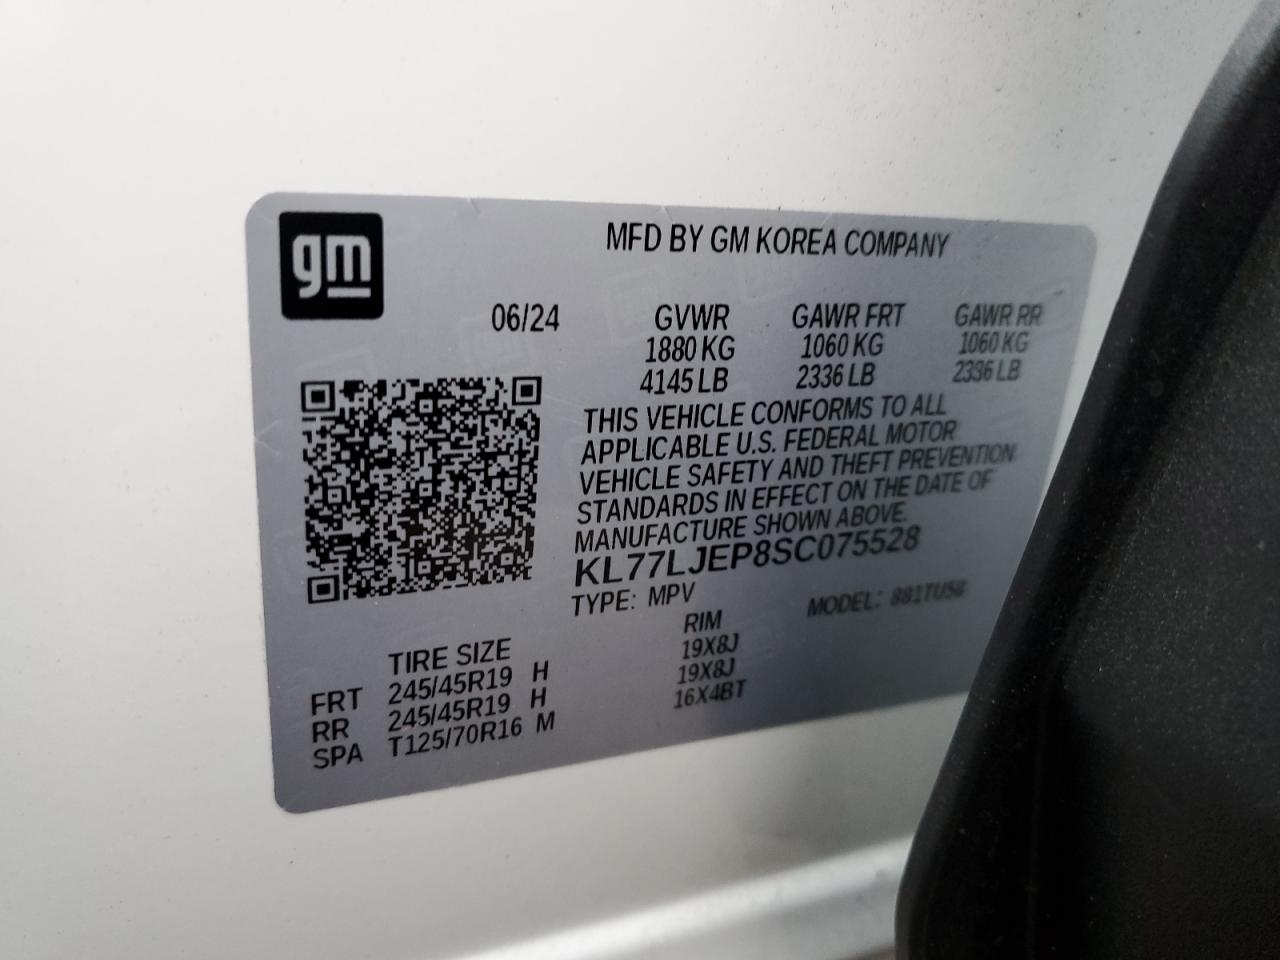 gm
MFD BY GM KOREA COMPANY
06/24 GVWR GAWR FRT GAWR RR
1880 KG 1060 KG 1060 KG
4145 LB 2336 LB 2336 LB
THIS VEHICLE CONFORMS TO ALL
APPLICABLE U.S. FEDERAL MOTOR
VEHICLE SAFETY AND THEFT PREVENTION
STANDARDS IN EFFECT ON THE DATE OF
MANUFACTURE SHOWN ABOVE.
KL77LJEP8SC075528
TYPE: MPV MODEL: 881TU58
TIRE SIZE RIM
FRT 245/45R19 H 19X8J
RR 245/45R19 H 19X8J
SPA T125/70R16 M 16X4BT